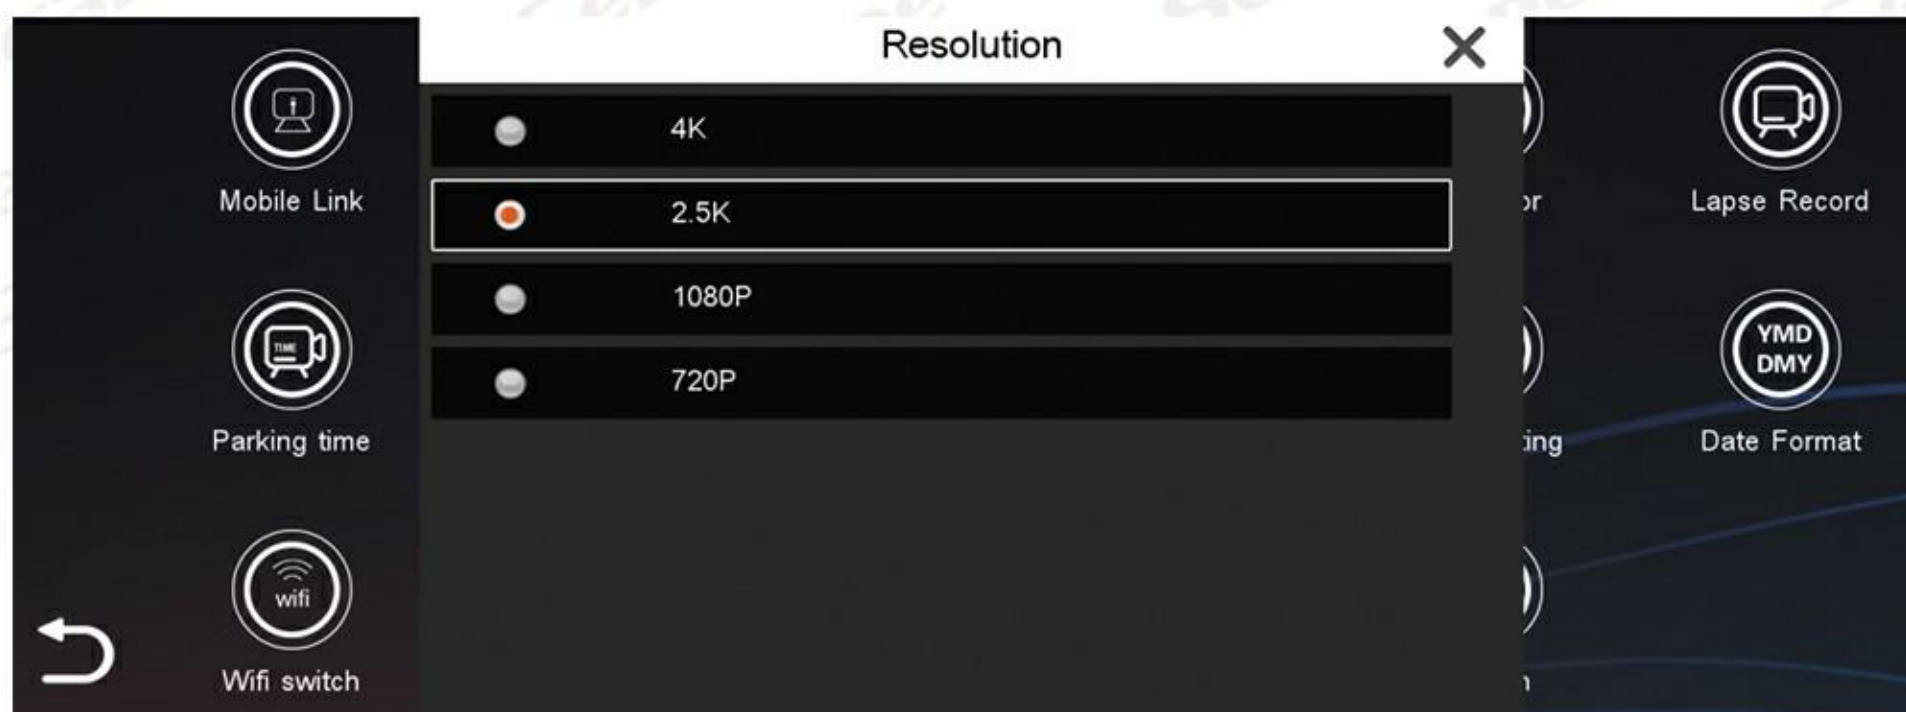 Resolution
4K
2.5K
1080P
720P
Mobile Link
TIME
Parking time
wifi
Wifi switch
Lapse Record
YMD
DMY
Date Format